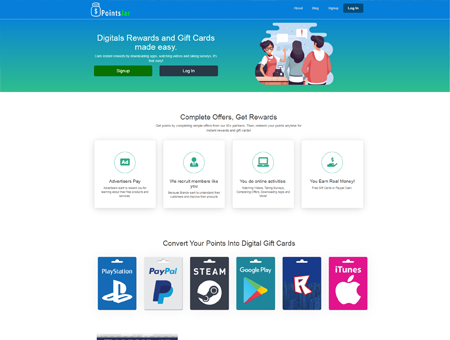 PointsJar
Home
Blog
Signup
Log In
Digitals Rewards and Gift Cards
made easy.
Earn instant rewards by downloading apps, watching videos and taking surveys. It's
that easy!
Signup
Log In
Complete Offers, Get Rewards
Get points by completing simple offers from our 30+ partners. Then redeem your points anytime for
instant rewards and gift cards!
Advertisers Pay
Advertisers want to reward you for
learning about their free products and
services
We recruit members like
you
Because Brands want to understand their
customers and improve their products
You do online activities
Watching Videos, Taking Surveys,
Completing Offers, Downloading Apps and
more!
You Earn Real Money!
Free Gift Cards or Paypal Cash
Convert Your Points Into Digital Gift Cards
PlayStation
PayPal
STEAM
Google Play
iTunes